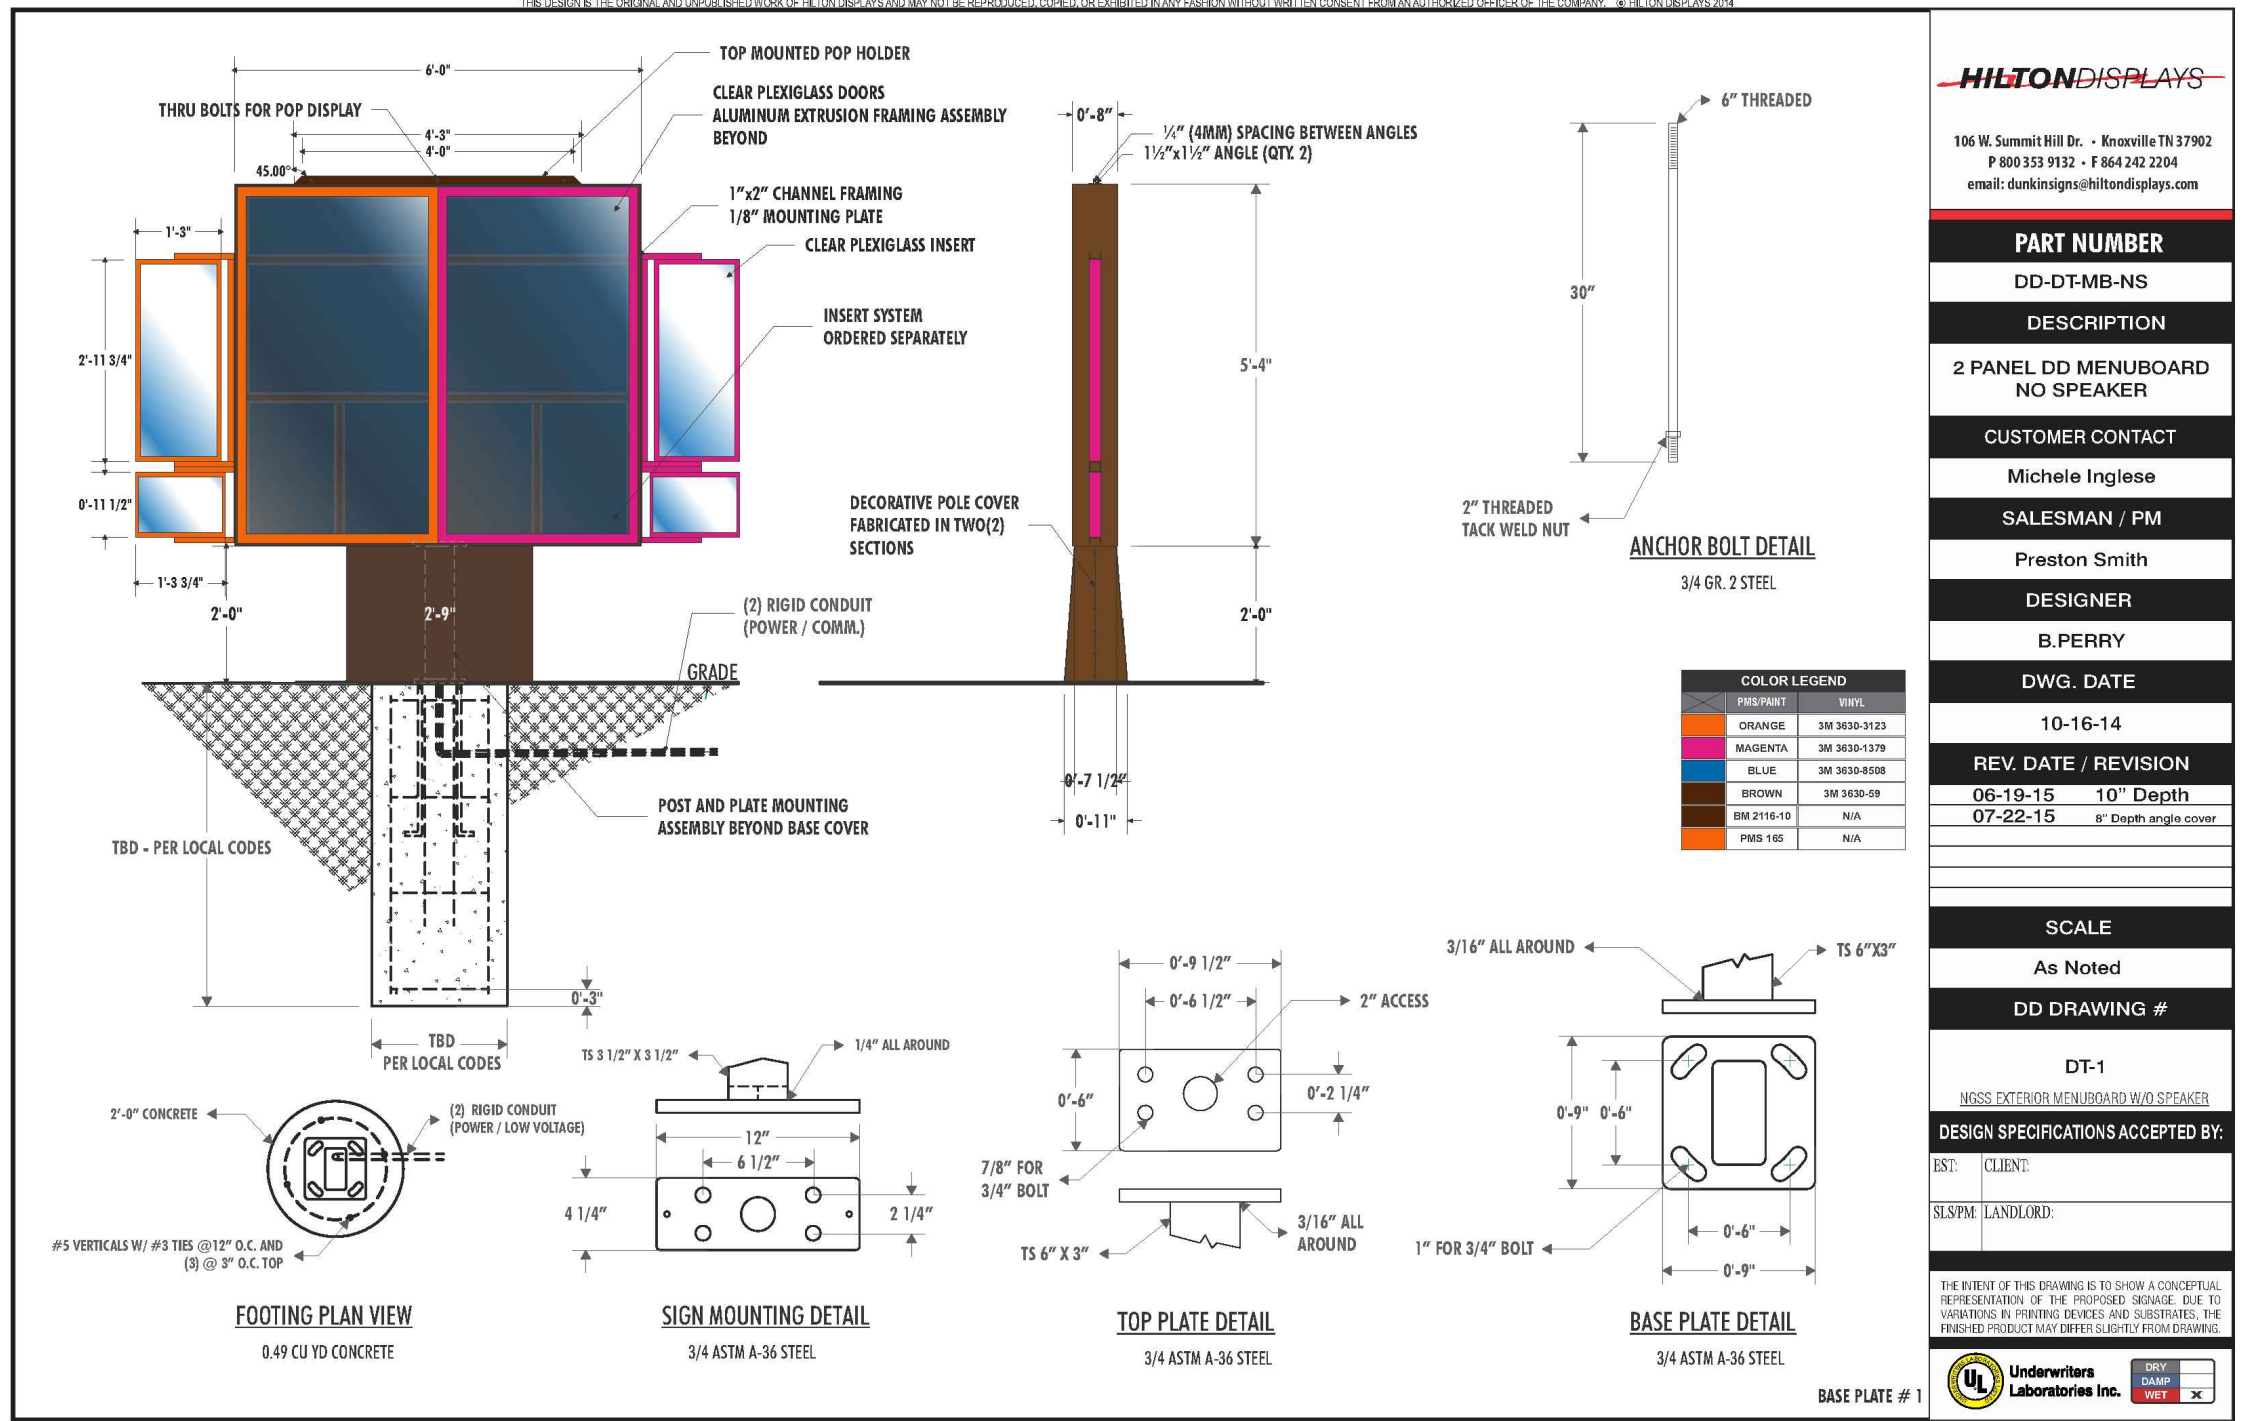 THIS DESIGN IS THE ORIGINAL AND UNPUBLISHED WORK OF HILTON DISPLAYS AND MAY NOT BE REPRODUCED, COPIED, OR EXHIBITED IN ANY FASHION WITHOUT WRITTEN CONSENT FROM AN AUTHORIZED OFFICER OF THE COMPANY. © HILTON DISPLAYS 2014
6'-0"
THRU BOLTS FOR POP DISPLAY
4'-3"
4'-0"
45.00°
1'-3"
2'-11 3/4"
0'-11 1/2"
1'-3 3/4"
2'-0"
2'-9"
TOP MOUNTED POP HOLDER
CLEAR PLEXIGLASS DOORS
ALUMINUM EXTRUSION FRAMING ASSEMBLY
BEYOND
1"x2" CHANNEL FRAMING
1/8" MOUNTING PLATE
CLEAR PLEXIGLASS INSERT
INSERT SYSTEM
ORDERED SEPARATELY
DECORATIVE POLE COVER
FABRICATED IN TWO(2)
SECTIONS
(2) RIGID CONDUIT
(POWER / COMM.)
GRADE
POST AND PLATE MOUNTING
ASSEMBLY BEYOND BASE COVER
TBD - PER LOCAL CODES
0'-3"
TBD
PER LOCAL CODES
0'-8"
¼" (4MM) SPACING BETWEEN ANGLES
1½"x1½" ANGLE (QTY. 2)
5'-4"
2'-0"
0'-7 1/2"
0'-11"
6" THREADED
30"
2" THREADED
TACK WELD NUT
ANCHOR BOLT DETAIL
3/4 GR. 2 STEEL
COLOR LEGEND
PMS/PAINT VINYL
ORANGE 3M 3630-3123
MAGENTA 3M 3630-1379
BLUE 3M 3630-8508
BROWN 3M 3630-59
BM 2116-10 N/A
PMS 165 N/A
2'-0" CONCRETE
(2) RIGID CONDUIT
(POWER / LOW VOLTAGE)
#5 VERTICALS W/ #3 TIES @12" O.C. AND
(3) @ 3" O.C. TOP
FOOTING PLAN VIEW
0.49 CU YD CONCRETE
TS 3 1/2" X 3 1/2"
1/4" ALL AROUND
12"
6 1/2"
4 1/4"
2 1/4"
SIGN MOUNTING DETAIL
3/4 ASTM A-36 STEEL
0'-9 1/2"
0'-6 1/2"
2" ACCESS
0'-6"
0'-2 1/4"
7/8" FOR
3/4" BOLT
3/16" ALL
AROUND
TS 6" X 3"
TOP PLATE DETAIL
3/4 ASTM A-36 STEEL
3/16" ALL AROUND
TS 6"X3"
0'-9"
0'-6"
1" FOR 3/4" BOLT
0'-6"
0'-9"
BASE PLATE DETAIL
3/4 ASTM A-36 STEEL
BASE PLATE # 1
HILTONDISPLAYS
106 W. Summit Hill Dr. • Knoxville TN 37902
P 800 353 9132 • F 864 242 2204
email: dunkinsigns@hiltondisplays.com
PART NUMBER
DD-DT-MB-NS
DESCRIPTION
2 PANEL DD MENUBOARD
NO SPEAKER
CUSTOMER CONTACT
Michele Inglese
SALESMAN / PM
Preston Smith
DESIGNER
B.PERRY
DWG. DATE
10-16-14
REV. DATE / REVISION
06-19-15 10" Depth
07-22-15 8" Depth angle cover
SCALE
As Noted
DD DRAWING #
DT-1
NGSS EXTERIOR MENUBOARD W/O SPEAKER
DESIGN SPECIFICATIONS ACCEPTED BY:
EST: CLIENT:
SLS/PM: LANDLORD:
THE INTENT OF THIS DRAWING IS TO SHOW A CONCEPTUAL
REPRESENTATION OF THE PROPOSED SIGNAGE. DUE TO
VARIATIONS IN PRINTING DEVICES AND SUBSTRATES, THE
FINISHED PRODUCT MAY DIFFER SLIGHTLY FROM DRAWING.
UL
Underwriters
Laboratories Inc.
DRY
DAMP
WET X